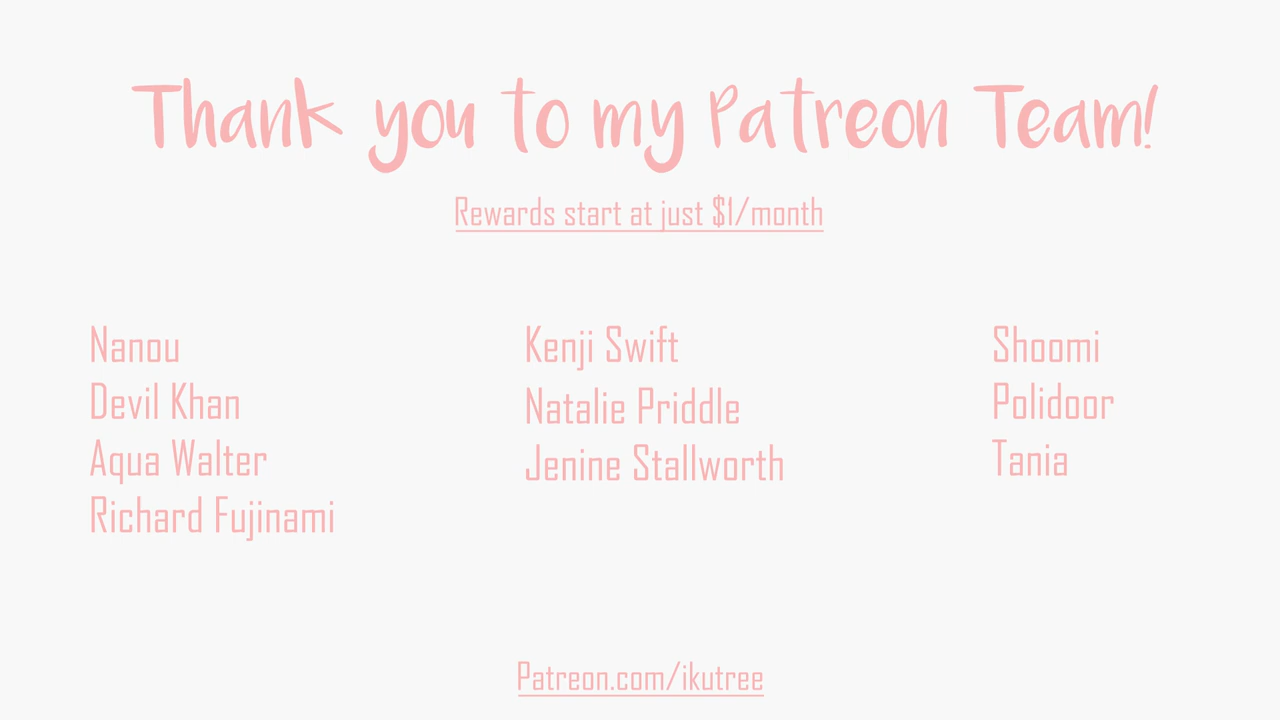 Thank you to my Patreon Team!
Rewards start at just $1/month
Nanou
Devil Khan
Aqua Walter
Richard Fujinami
Kenji Swift
Natalie Priddle
Jenine Stallworth
Shoomi
Polidoor
Tania
Patreon.com/ikutree